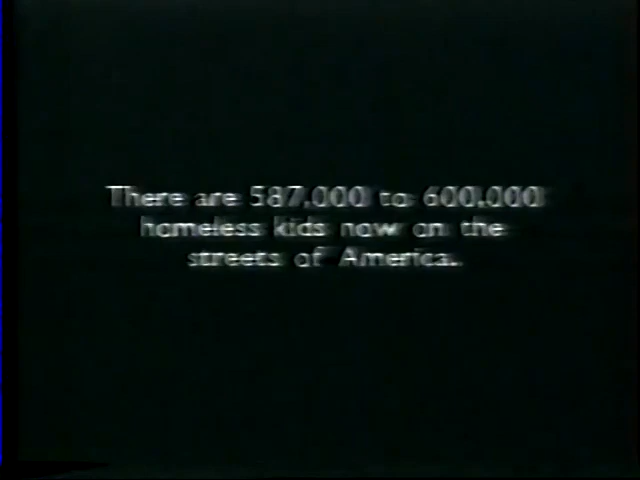 There are 587,000 to 600,000
homeless kids now on the
streets of America..